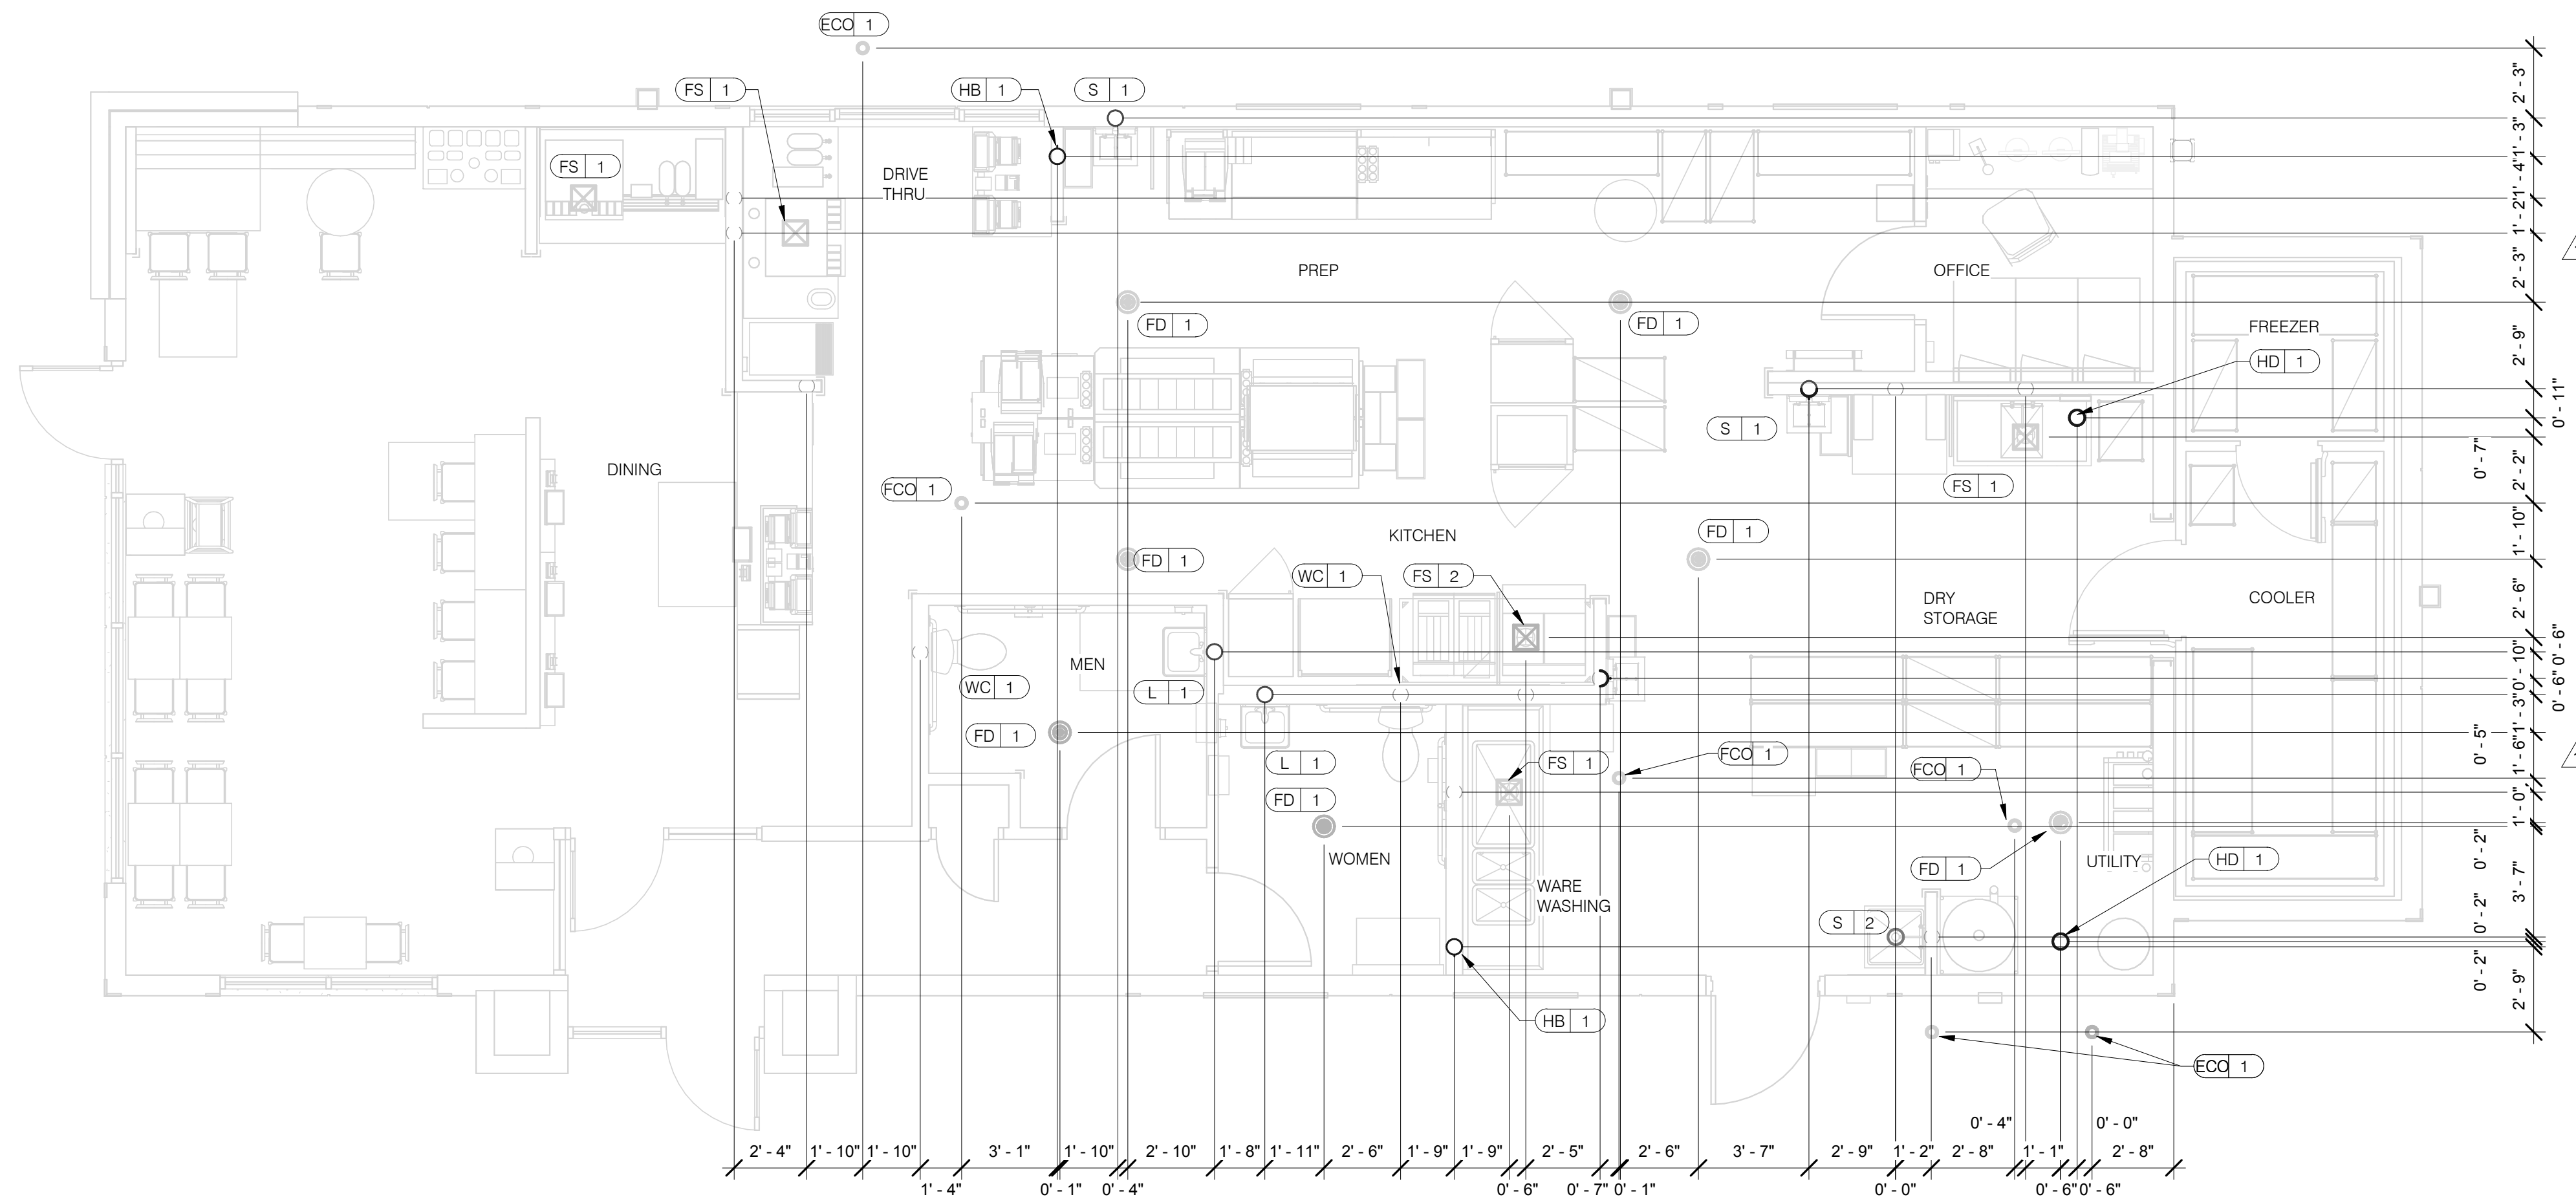 ECO 1
FS 1
HB 1
S 1
FS 1
DRIVE
THRU
PREP
OFFICE
FD 1
FD 1
FREEZER
HD 1
S 1
DINING
FCO 1
FS 1
KITCHEN
FD 1
FD 1
WC 1
FS 2
DRY
STORAGE
COOLER
MEN
WC 1
L 1
FD 1
FCO 1
L 1
FS 1
FCO 1
FD 1
WOMEN
FD 1
UTILITY
HD 1
WARE
WASHING
S 2
HB 1
ECO 1
2' - 3"
1' - 3"
1' - 4"
1' - 2"
2' - 3"
2' - 9"
0' - 11"
0' - 7"
2' - 2"
1' - 10"
2' - 6"
0' - 6"
0' - 10"
0' - 6"
1' - 3"
0' - 5"
1' - 6"
1' - 0"
0' - 2"
3' - 7"
0' - 2"
0' - 2"
2' - 9"
0' - 4"
0' - 0"
2' - 4"
1' - 10"
1' - 10"
3' - 1"
1' - 10"
2' - 10"
1' - 8"
1' - 11"
2' - 6"
1' - 9"
1' - 9"
2' - 5"
2' - 6"
3' - 7"
2' - 9"
1' - 2"
2' - 8"
1' - 1"
2' - 8"
1' - 4"
0' - 1"
0' - 4"
0' - 6"
0' - 7"
0' - 1"
0' - 0"
0' - 6"
0' - 6"